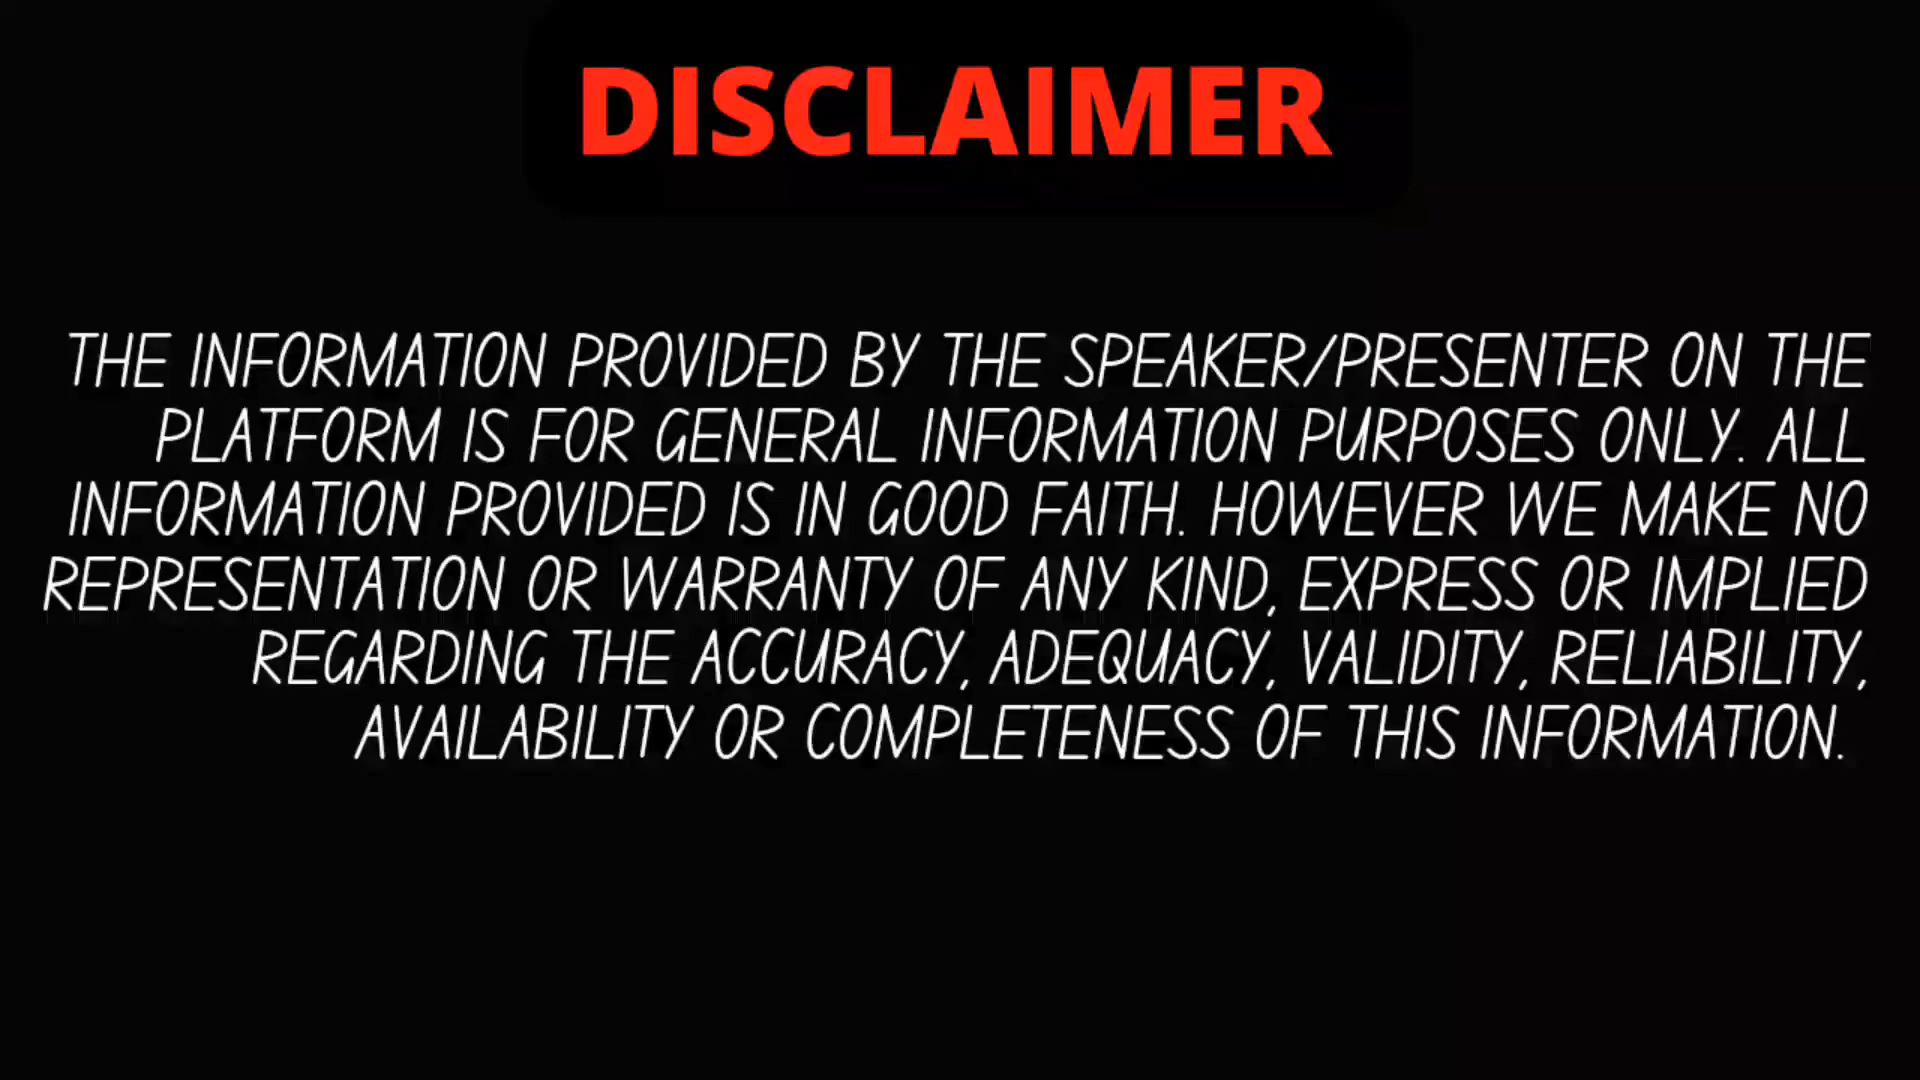 DISCLAIMER
THE INFORMATION PROVIDED BY THE SPEAKER/PRESENTER ON THE
PLATFORM IS FOR GENERAL INFORMATION PURPOSES ONLY. ALL
INFORMATION PROVIDED IS IN GOOD FAITH. HOWEVER WE MAKE NO
REPRESENTATION OR WARRANTY OF ANY KIND, EXPRESS OR IMPLIED
REGARDING THE ACCURACY, ADEQUACY, VALIDITY, RELIABILITY,
AVAILABILITY OR COMPLETENESS OF THIS INFORMATION.